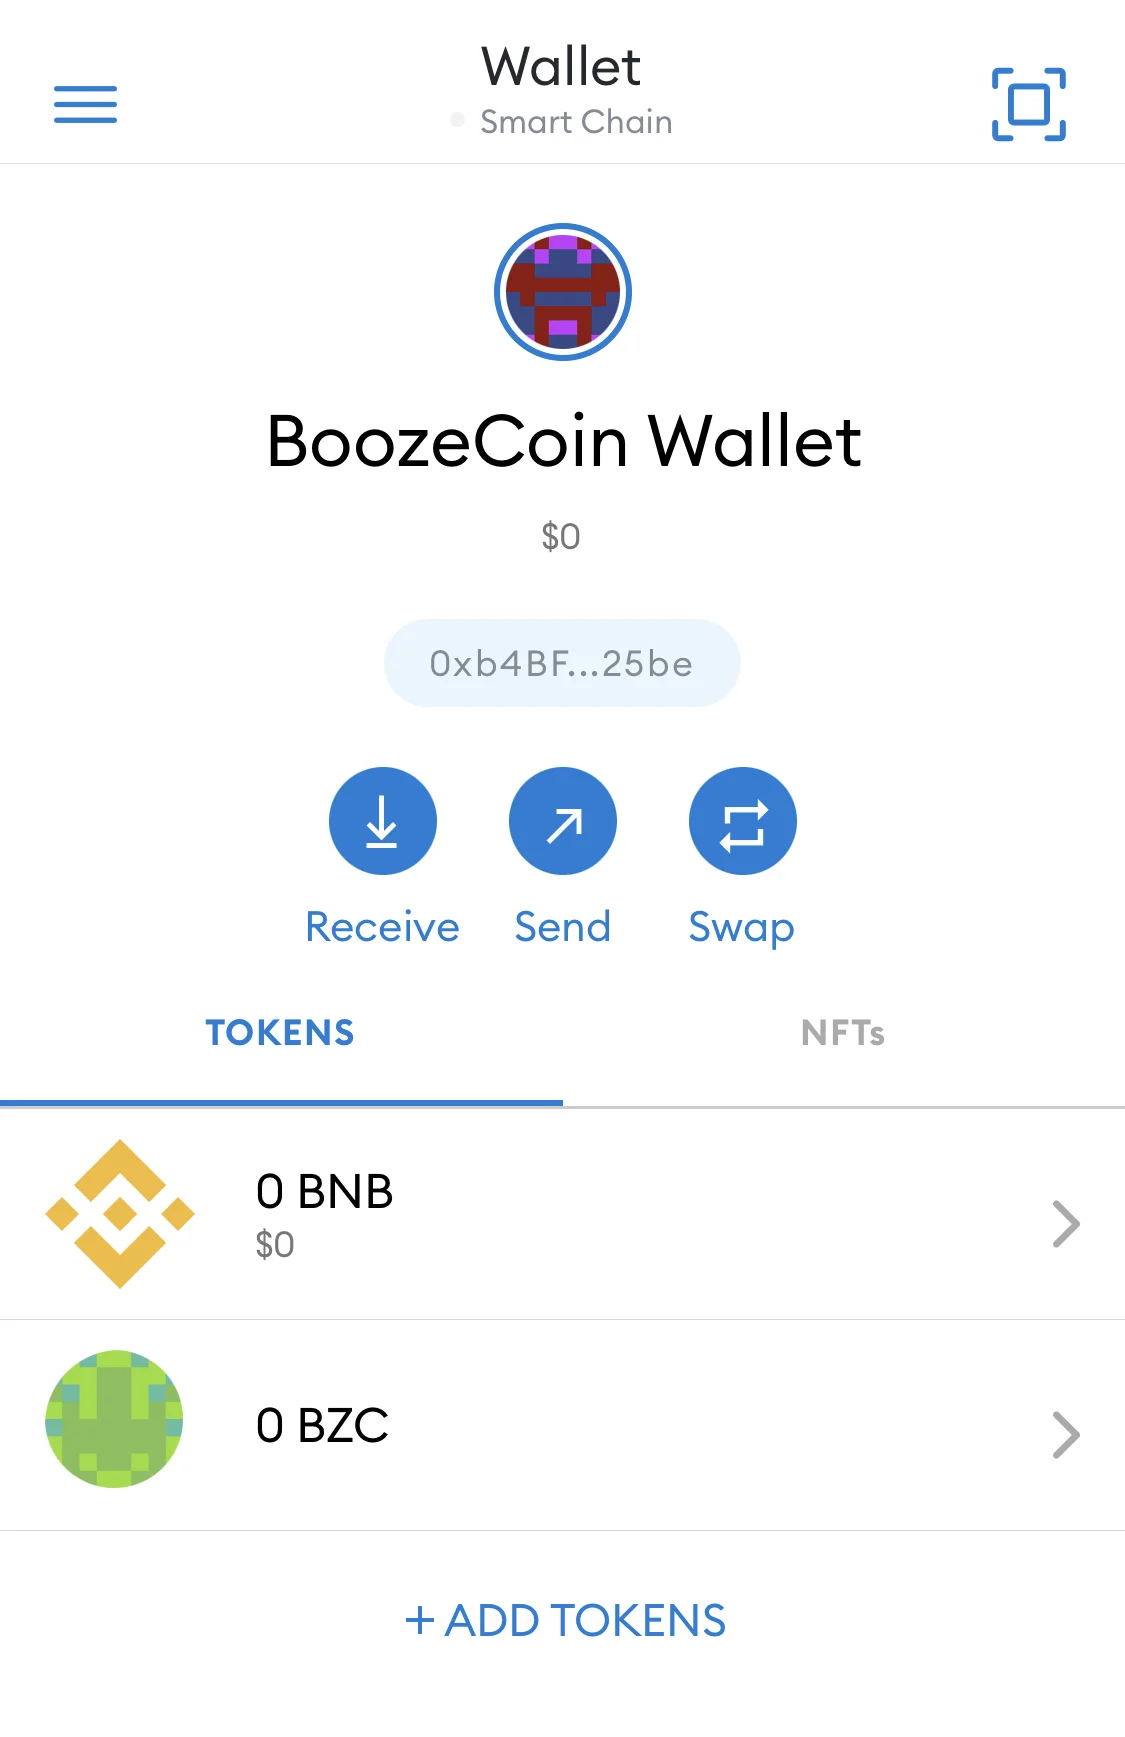 Wallet
Smart Chain
BoozeCoin Wallet
$0
0xb4BF...25be
Receive Send Swap
TOKENS NFTs
0 BNB
$0
0 BZC
+ ADD TOKENS